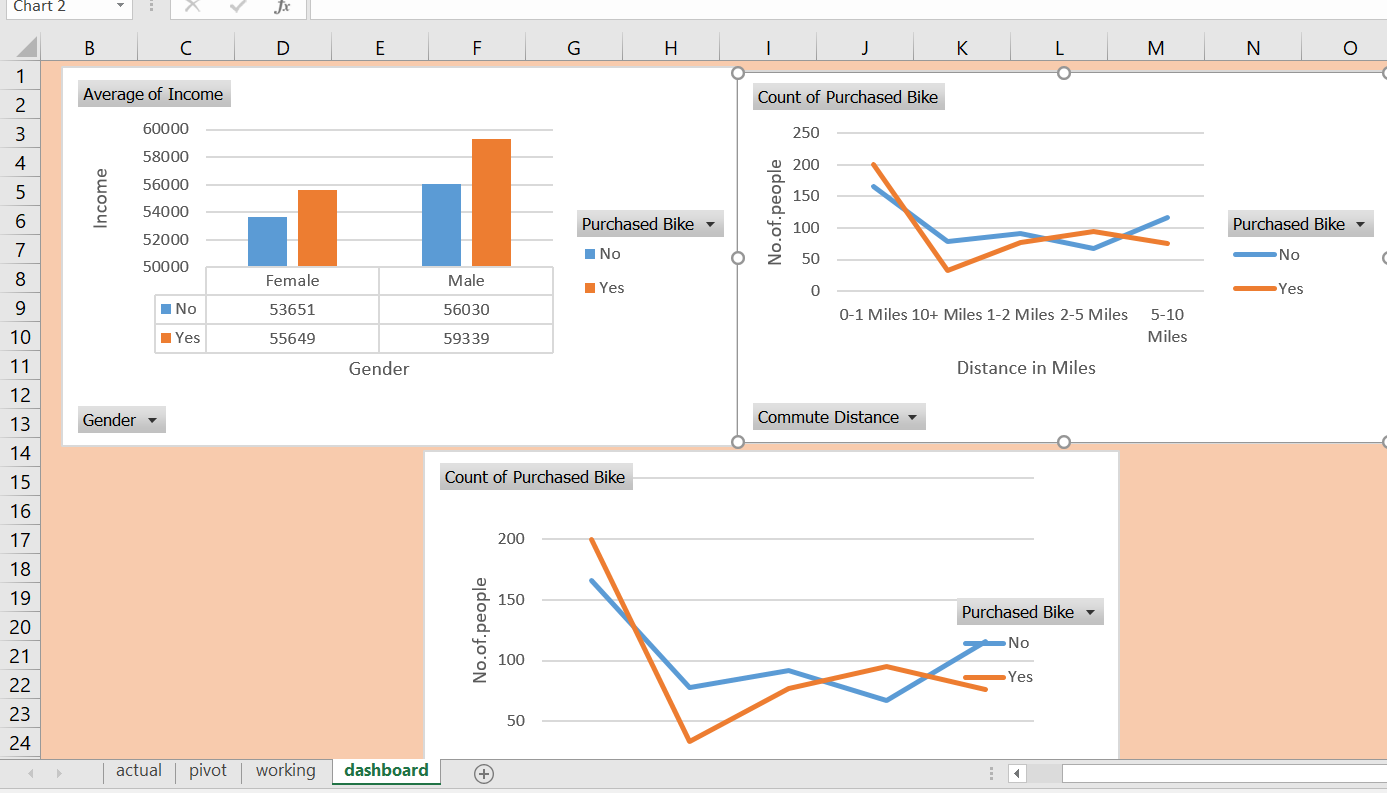 Chart 2
fx
B C D E F G H I J K L M N O
1
2
3
4
5
6
7
8
9
10
11
12
13
14
15
16
17
18
19
20
21
22
23
24
Average of Income
60000
58000
56000
54000
52000
50000
Income
Female Male
No 53651 56030
Yes 55649 59339
Gender
Purchased Bike
No
Yes
Gender
Count of Purchased Bike
250
200
150
100
50
0
No.of.people
0-1 Miles 10+ Miles 1-2 Miles 2-5 Miles 5-10
Miles
Distance in Miles
Purchased Bike
No
Yes
Commute Distance
Count of Purchased Bike
200
150
100
50
No.of.people
Purchased Bike
No
Yes
actual pivot working dashboard